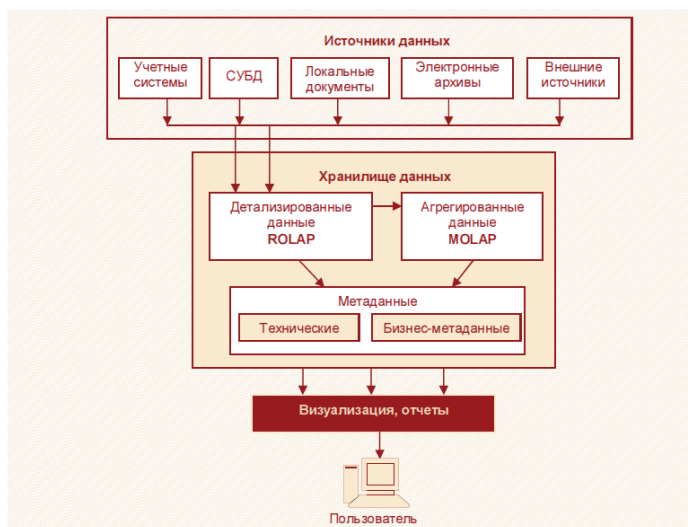 Источники данных
Учетные
системы
СУБД
Локальные
документы
Электронные
архивы
Внешние
источники
Хранилище данных
Детализированные
данные
ROLAP
Агрегированные
данные
MOLAP
Метаданные
Технические
Бизнес-метаданные
Визуализация, отчеты
Пользователь